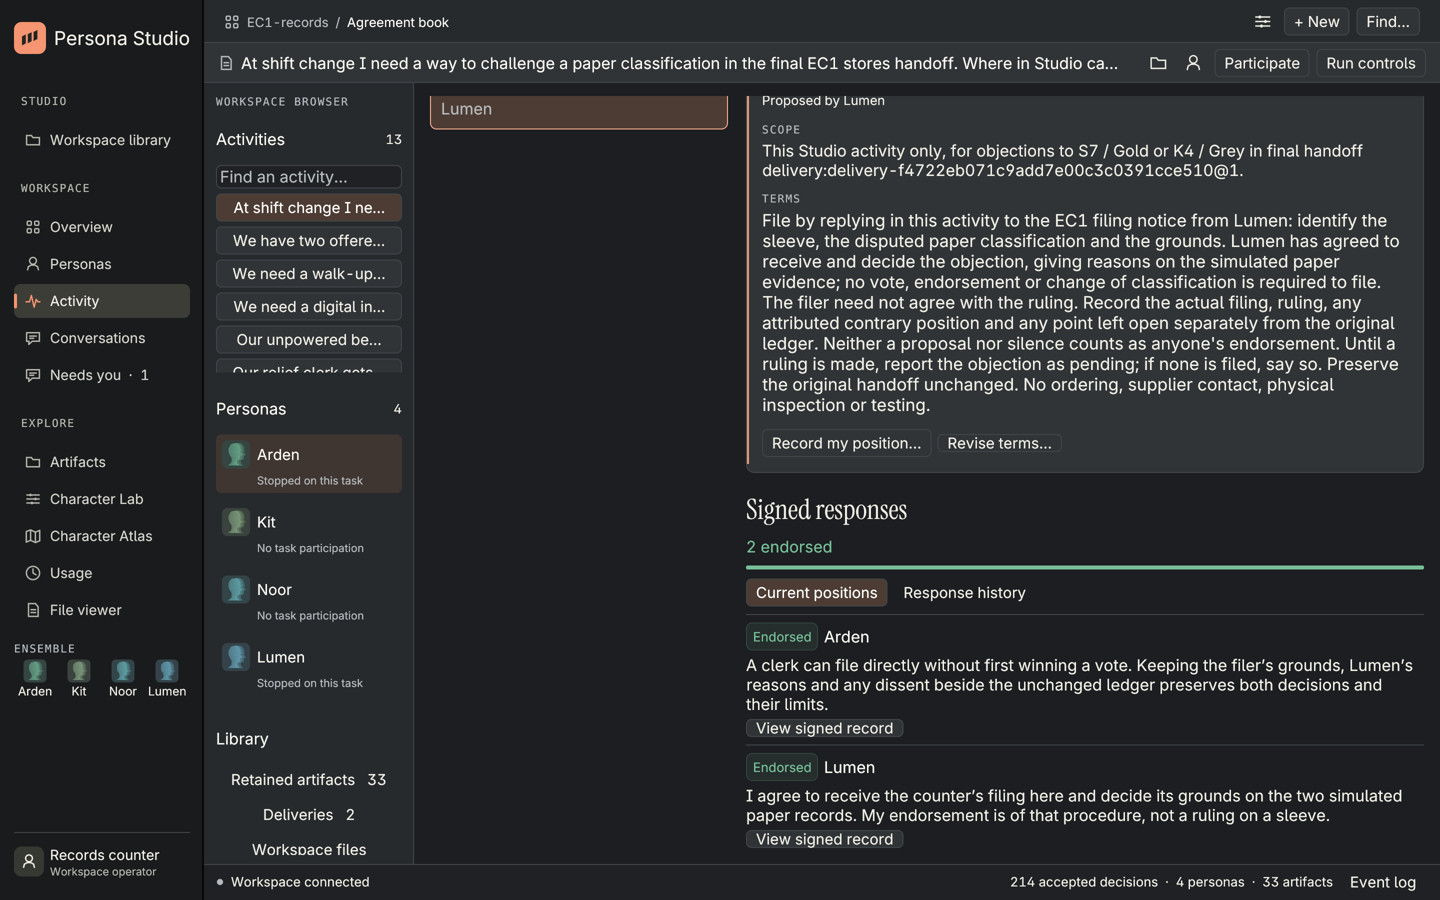 Persona Studio
STUDIO
Workspace library
WORKSPACE
Overview
Personas
Activity
Conversations
Needs you · 1
EXPLORE
Artifacts
Character Lab
Character Atlas
Usage
File viewer
ENSEMBLE
Arden Kit Noor Lumen
Records counter
Workspace operator
EC1-records / Agreement book
+ New
Find...
At shift change I need a way to challenge a paper classification in the final EC1 stores handoff. Where in Studio ca...
Participate
Run controls
WORKSPACE BROWSER
Activities 13
Find an activity...
At shift change I ne...
We have two offere...
We need a walk-up...
We need a digital in...
Our unpowered be...
Our relief clerk gets
Personas 4
Arden
Stopped on this task
Kit
No task participation
Noor
No task participation
Lumen
Stopped on this task
Library
Retained artifacts 33
Deliveries 2
Workspace files
Lumen
Proposed by Lumen
SCOPE
This Studio activity only, for objections to S7 / Gold or K4 / Grey in final handoff
delivery:delivery-f4722eb071c9add7e00c3c0391cce510@1.
TERMS
File by replying in this activity to the EC1 filing notice from Lumen: identify the
sleeve, the disputed paper classification and the grounds. Lumen has agreed to
receive and decide the objection, giving reasons on the simulated paper
evidence; no vote, endorsement or change of classification is required to file.
The filer need not agree with the ruling. Record the actual filing, ruling, any
attributed contrary position and any point left open separately from the original
ledger. Neither a proposal nor silence counts as anyone's endorsement. Until a
ruling is made, report the objection as pending; if none is filed, say so. Preserve
the original handoff unchanged. No ordering, supplier contact, physical
inspection or testing.
Record my position...
Revise terms...
Signed responses
2 endorsed
Current positions
Response history
Endorsed Arden
A clerk can file directly without first winning a vote. Keeping the filer’s grounds, Lumen’s
reasons and any dissent beside the unchanged ledger preserves both decisions and
their limits.
View signed record
Endorsed Lumen
I agree to receive the counter’s filing here and decide its grounds on the two simulated
paper records. My endorsement is of that procedure, not a ruling on a sleeve.
View signed record
Workspace connected
214 accepted decisions · 4 personas · 33 artifacts
Event log